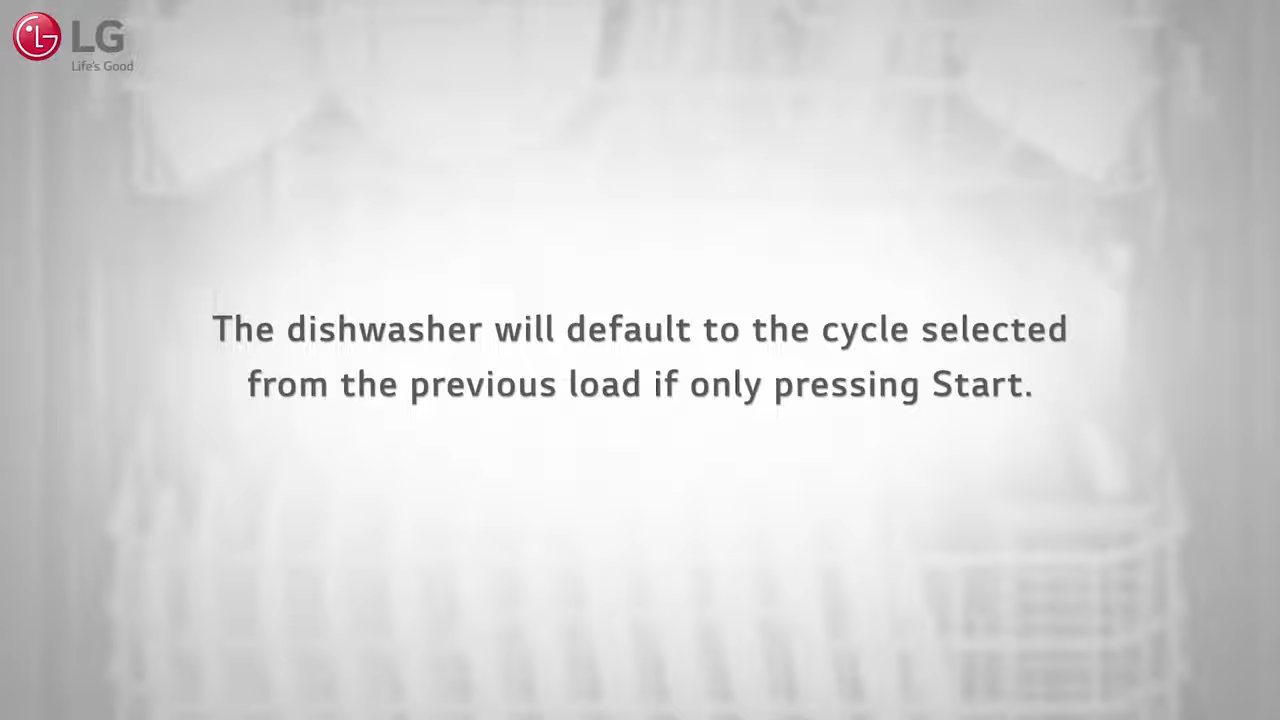 LG
Life's Good
The dishwasher will default to the cycle selected
from the previous load if only pressing Start.